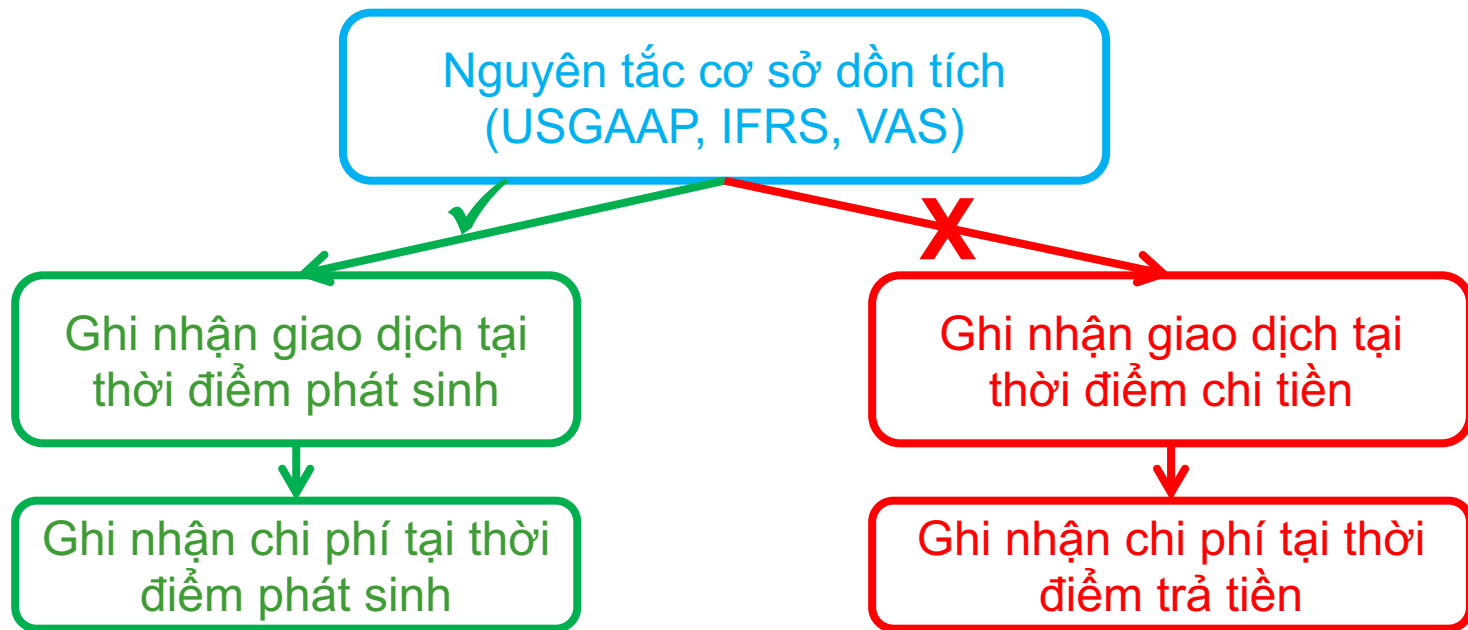 Nguyên tắc cơ sở dồn tích
(USGAAP, IFRS, VAS)
X
Ghi nhận giao dịch tại
thời điểm phát sinh
Ghi nhận giao dịch tại
thời điểm chi tiền
Ghi nhận chi phí tại thời
điểm phát sinh
Ghi nhận chi phí tại thời
điểm trả tiền